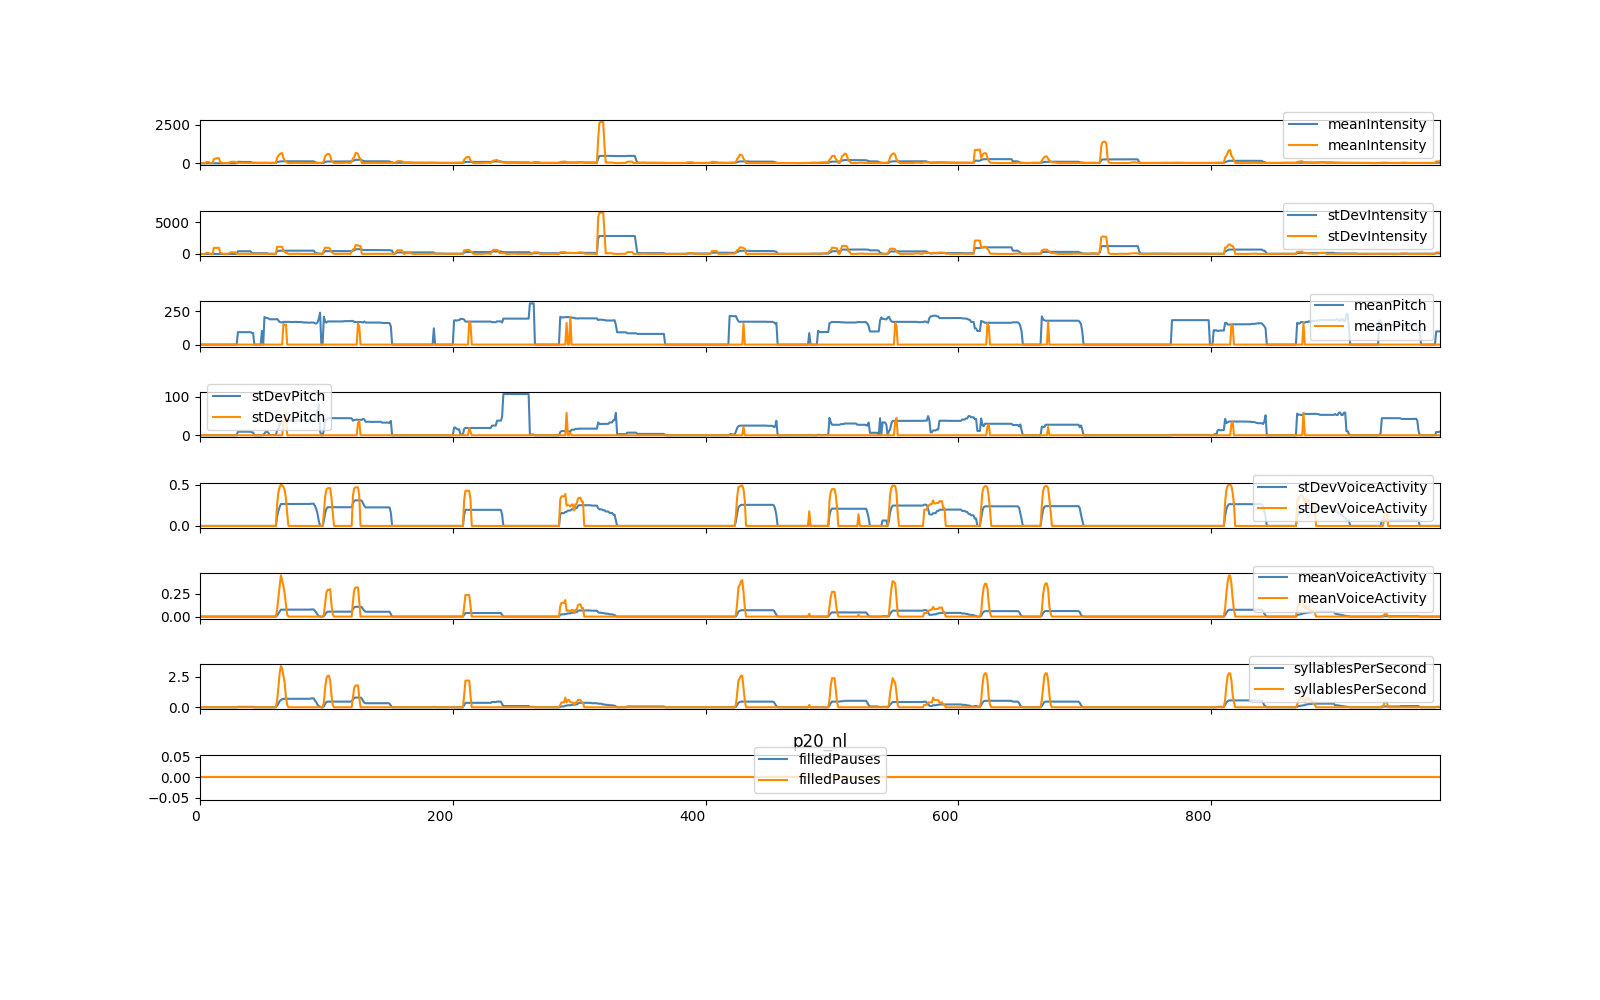 2500
0
meanIntensity
meanIntensity
5000
0
stDevIntensity
stDevIntensity
250
0
meanPitch
meanPitch
100
0
stDevPitch
stDevPitch
0.5
0.0
stDevVoiceActivity
stDevVoiceActivity
0.25
0.00
meanVoiceActivity
meanVoiceActivity
2.5
0.0
syllablesPerSecond
syllablesPerSecond
p20_nl
0.05
0.00
−0.05
filledPauses
filledPauses
0 200 400 600 800